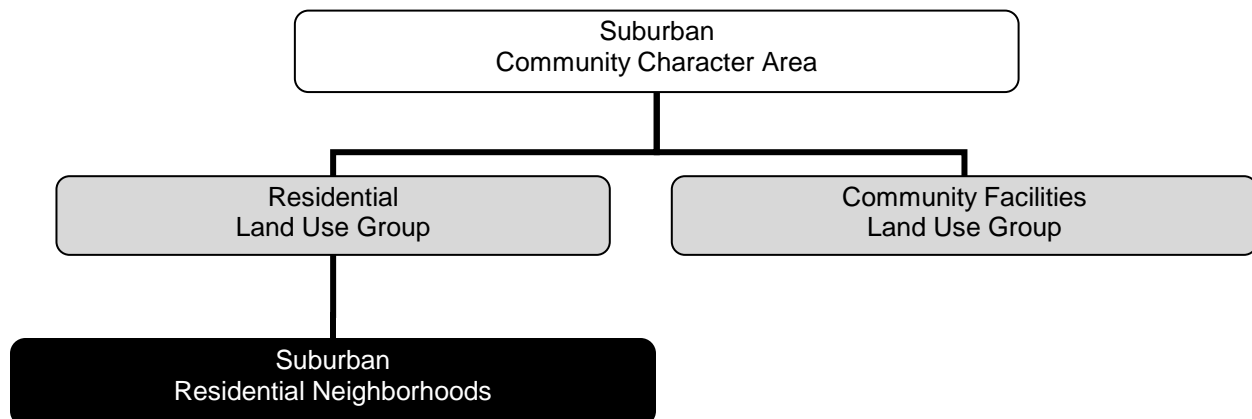 Suburban
Community Character Area
Residential
Land Use Group
Community Facilities
Land Use Group
Suburban
Residential Neighborhoods